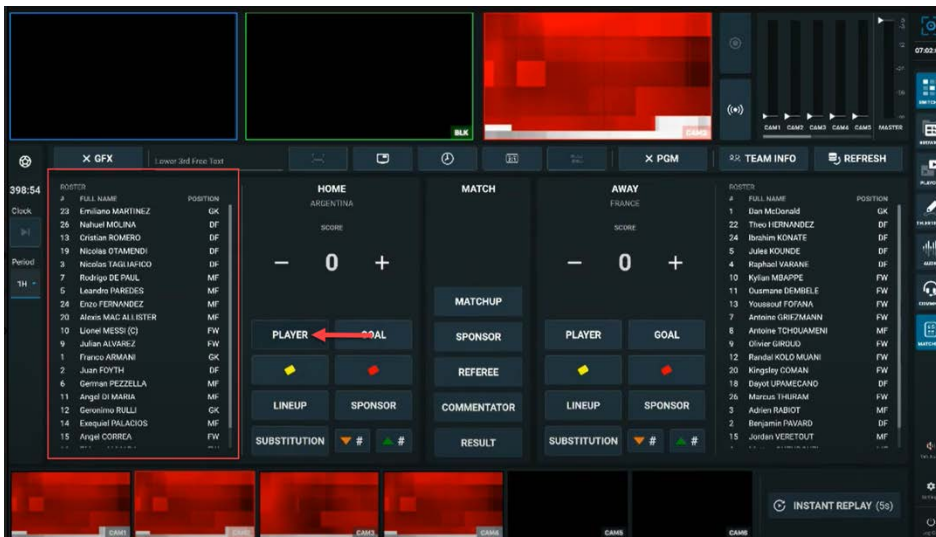 BLK
CAM3
07:02:
CAM1 CAM2 CAM3 CAM4 CAM5 MASTER
X GFX
Lower 3rd Free Text
X PGM
TEAM INFO
REFRESH
398:54
Clock
Period
1H
ROSTER
# FULL NAME POSITION
23 Emiliano MARTINEZ GK
26 Nahuel MOLINA DF
13 Cristian ROMERO DF
19 Nicolas OTAMENDI DF
3 Nicolas TAGLIAFICO DF
7 Rodrigo DE PAUL MF
5 Leandro PAREDES MF
24 Enzo FERNANDEZ MF
20 Alexis MAC ALLISTER MF
10 Lionel MESSI (C) FW
9 Julian ALVAREZ FW
1 Franco ARMANI GK
2 Juan FOYTH DF
6 German PEZZELLA DF
11 Angel DI MARIA MF
12 Geronimo RULLI GK
14 Exequiel PALACIOS MF
15 Angel CORREA FW
HOME
ARGENTINA
SCORE
− 0 +
PLAYER
GOAL
LINEUP
SPONSOR
SUBSTITUTION
#
#
MATCH
MATCHUP
SPONSOR
REFEREE
COMMENTATOR
RESULT
AWAY
FRANCE
SCORE
− 0 +
PLAYER
GOAL
LINEUP
SPONSOR
SUBSTITUTION
#
#
ROSTER
# FULL NAME POSITION
1 Dan McDonald GK
22 Theo HERNANDEZ DF
24 Ibrahim KONATE DF
5 Jules KOUNDE DF
4 Raphael VARANE DF
10 Kylian MBAPPE FW
11 Ousmane DEMBELE FW
13 Youssouf FOFANA FW
7 Antoine GRIEZMANN FW
8 Antoine TCHOUAMENI MF
9 Olivier GIROUD FW
12 Randal KOLO MUANI FW
20 Kingsley COMAN FW
18 Dayot UPAMECANO DF
26 Marcus THURAM FW
3 Adrien RABIOT MF
2 Benjamin PAVARD DF
15 Jordan VERETOUT MF
CAM1
CAM2
CAM3
CAM4
CAM5
CAM6
INSTANT REPLAY (5s)